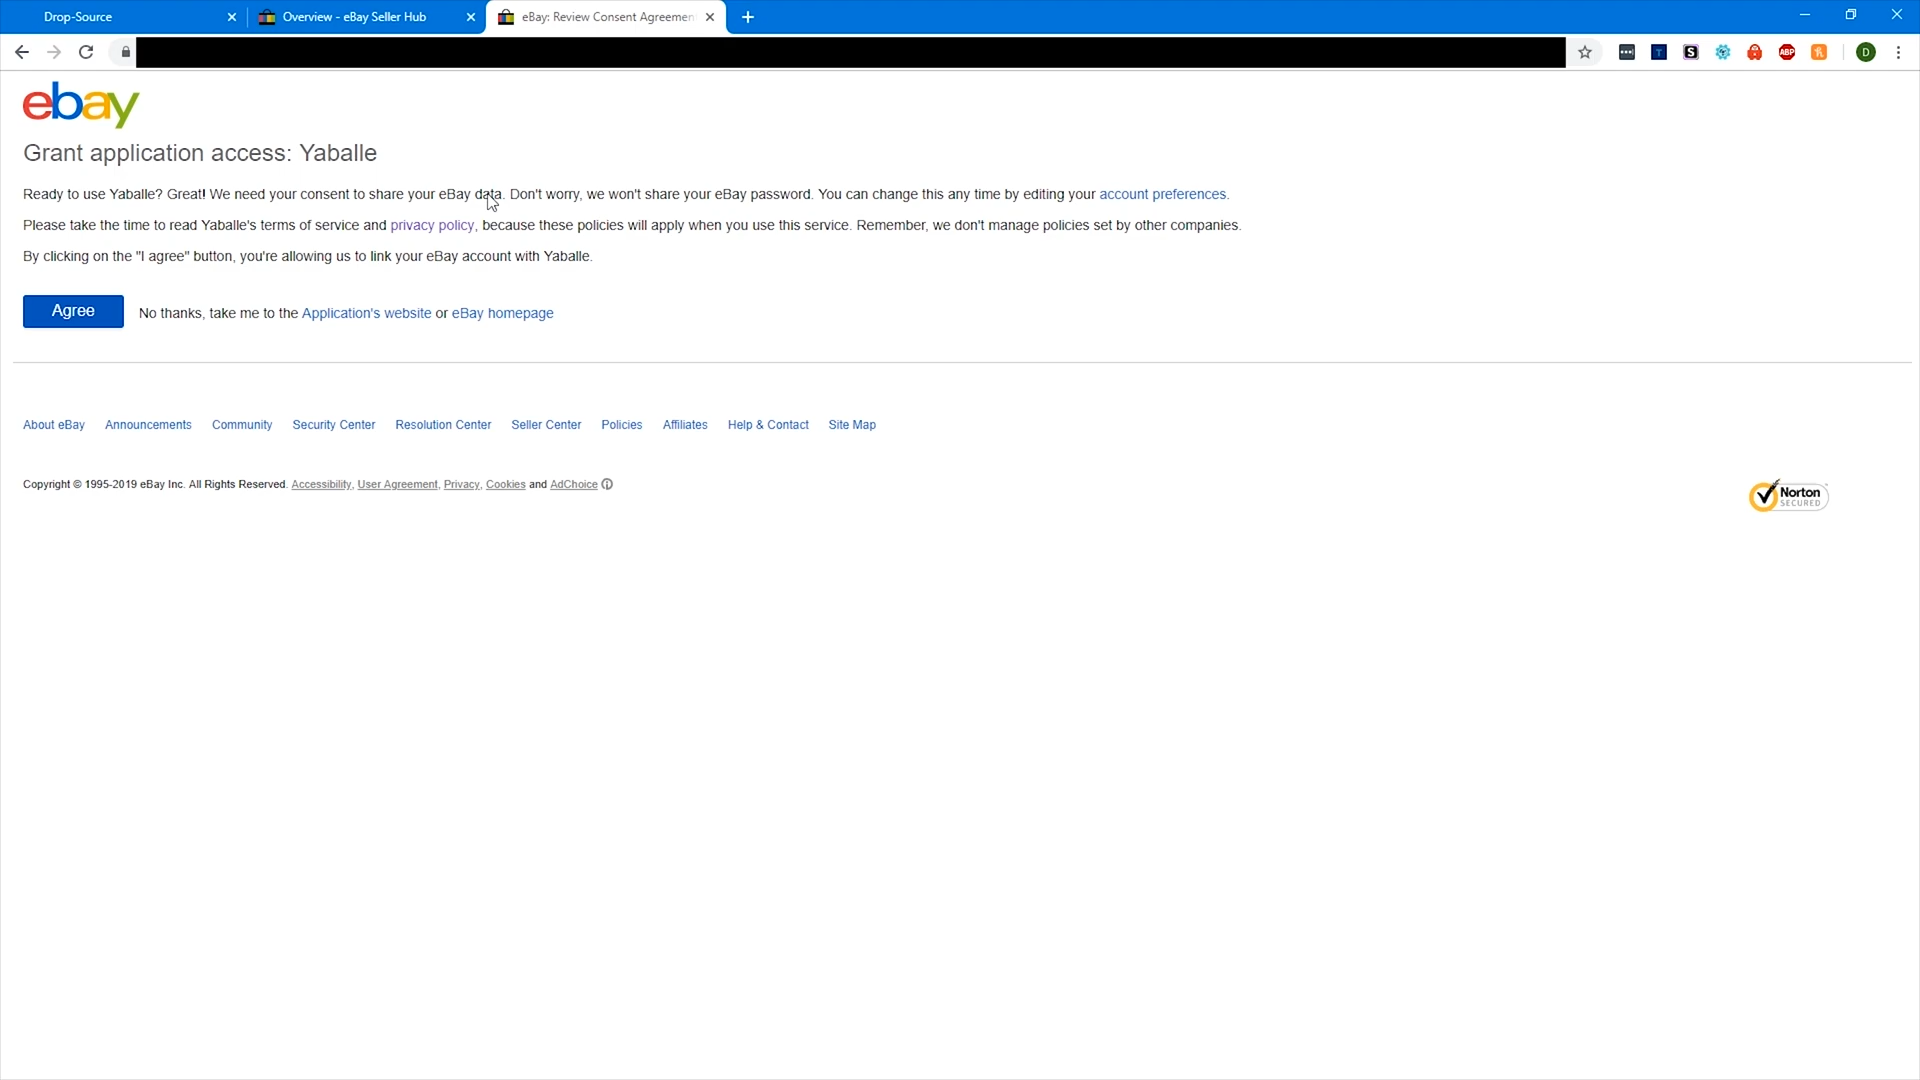 Drop-Source
Overview - eBay Seller Hub
eBay: Review Consent Agreemen
T
S
ABP
D
ebay
Grant application access: Yaballe
Ready to use Yaballe? Great! We need your consent to share your eBay data. Don't worry, we won't share your eBay password. You can change this any time by editing your account preferences.
Please take the time to read Yaballe's terms of service and privacy policy, because these policies will apply when you use this service. Remember, we don't manage policies set by other companies.
By clicking on the "I agree" button, you're allowing us to link your eBay account with Yaballe.
Agree No thanks, take me to the Application's website or eBay homepage
About eBay Announcements Community Security Center Resolution Center Seller Center Policies Affiliates Help & Contact Site Map
Copyright © 1995-2019 eBay Inc. All Rights Reserved. Accessibility, User Agreement, Privacy, Cookies and AdChoice
Norton
SECURED